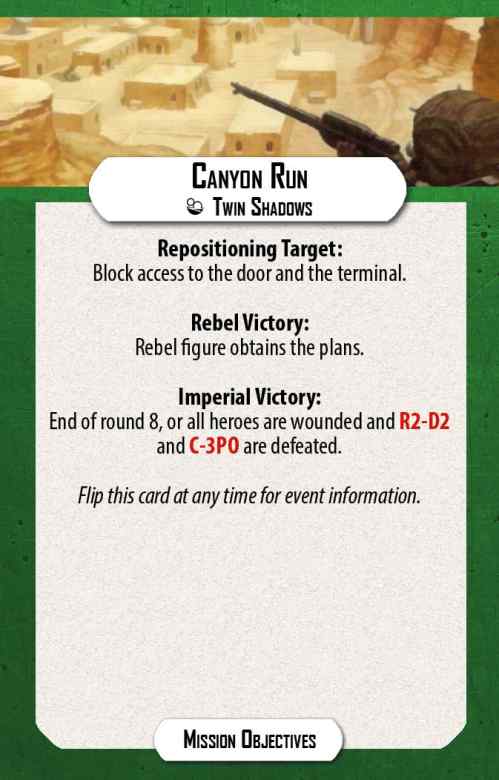 Canyon Run
Twin Shadows
Repositioning Target:
Block access to the door and the terminal.
Rebel Victory:
Rebel figure obtains the plans.
Imperial Victory:
End of round 8, or all heroes are wounded and R2-D2
and C-3PO are defeated.
Flip this card at any time for event information.
Mission Objectives